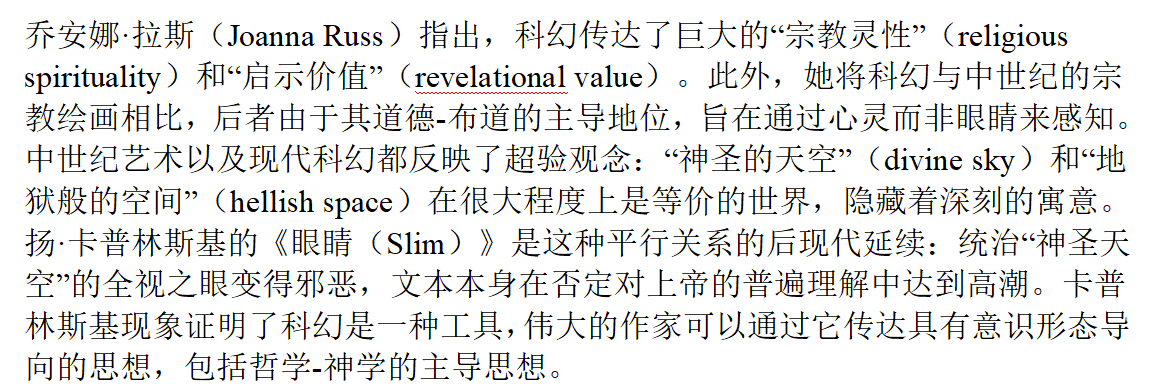 乔安娜·拉斯（Joanna Russ）指出，科幻传达了巨大的“宗教灵性”（religious
spirituality）和“启示价值”（revelational value）。此外，她将科幻与中世纪的宗
教绘画相比，后者由于其道德-布道的主导地位，旨在通过心灵而非眼睛来感知。
中世纪艺术以及现代科幻都反映了超验观念：“神圣的天空”（divine sky）和“地
狱般的空间”（hellish space）在很大程度上是等价的世界，隐藏着深刻的寓意。
扬·卡普林斯基的《眼睛（Slim）》是这种平行关系的后现代延续：统治“神圣天
空”的全视之眼变得邪恶，文本本身在否定对上帝的普遍理解中达到高潮。卡普
林斯基现象证明了科幻是一种工具，伟大的作家可以通过它传达具有意识形态导
向的思想，包括哲学-神学的主导思想。